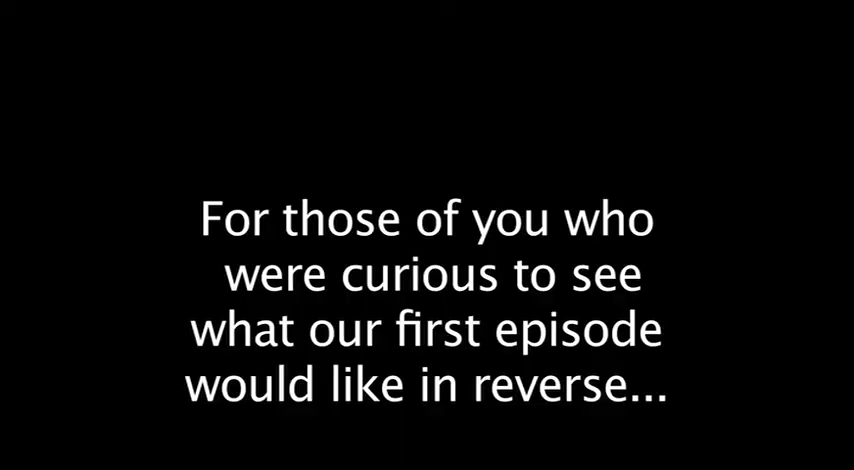 For those of you who
were curious to see
what our first episode
would like in reverse...